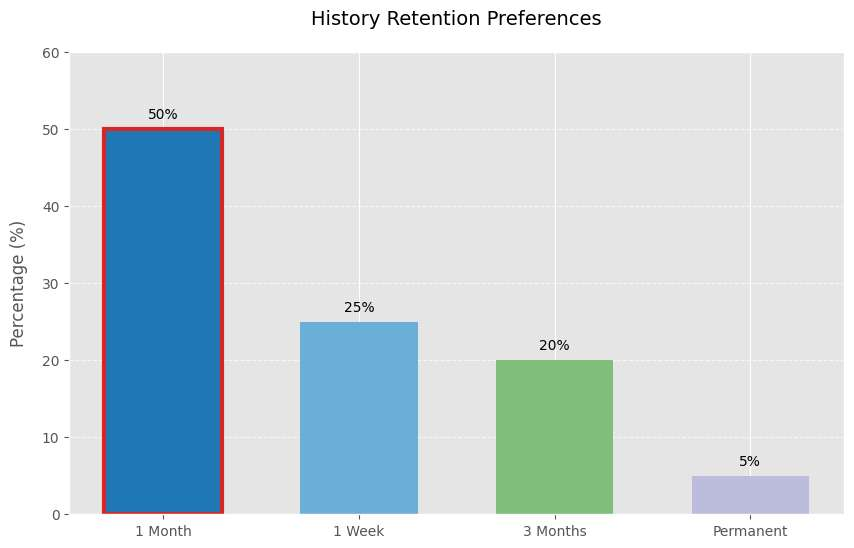 History Retention Preferences
Percentage (%)
60
50
40
30
20
10
0
50%
25%
20%
5%
1 Month
1 Week
3 Months
Permanent